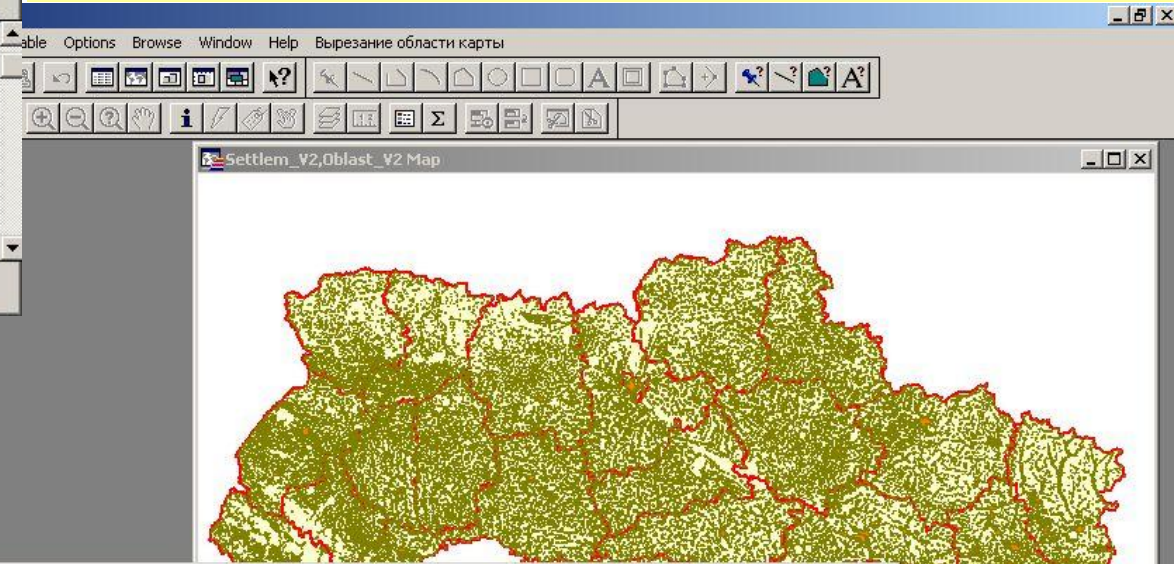 able Options Browse Window Help Вырезание области карты
Settlem_V2,Oblast_V2 Map